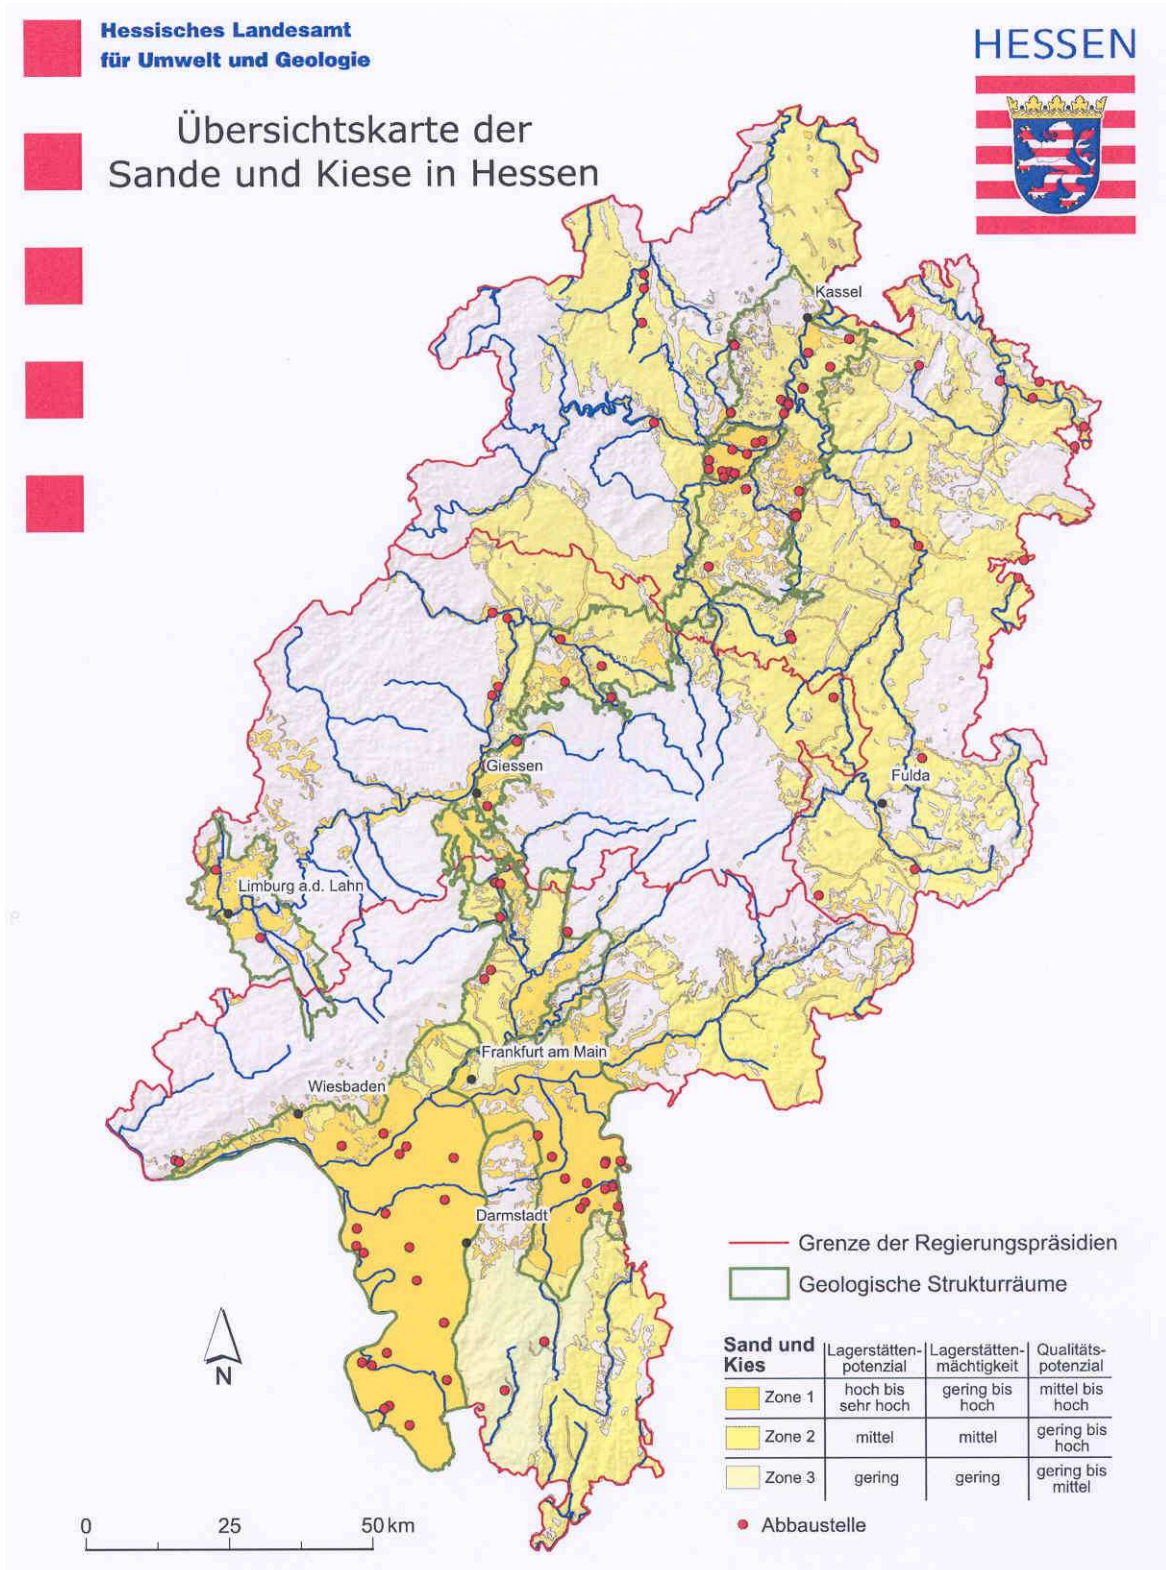 Hessisches Landesamt
für Umwelt und Geologie
HESSEN
Übersichtskarte der
Sande und Kiese in Hessen
Kassel
Giessen
Fulda
Limburg a.d. Lahn
Frankfurt am Main
Wiesbaden
Darmstadt
Grenze der Regierungspräsidien
Geologische Strukturräume
N
Sand und
Kies
Lagerstätten-
potenzial
Lagerstätten-
mächtigkeit
Qualitäts-
potenzial
Zone 1
hoch bis
sehr hoch
gering bis
hoch
mittel bis
hoch
Zone 2
mittel
mittel
gering bis
hoch
Zone 3
gering
gering
gering bis
mittel
Abbaustelle
0 25 50 km